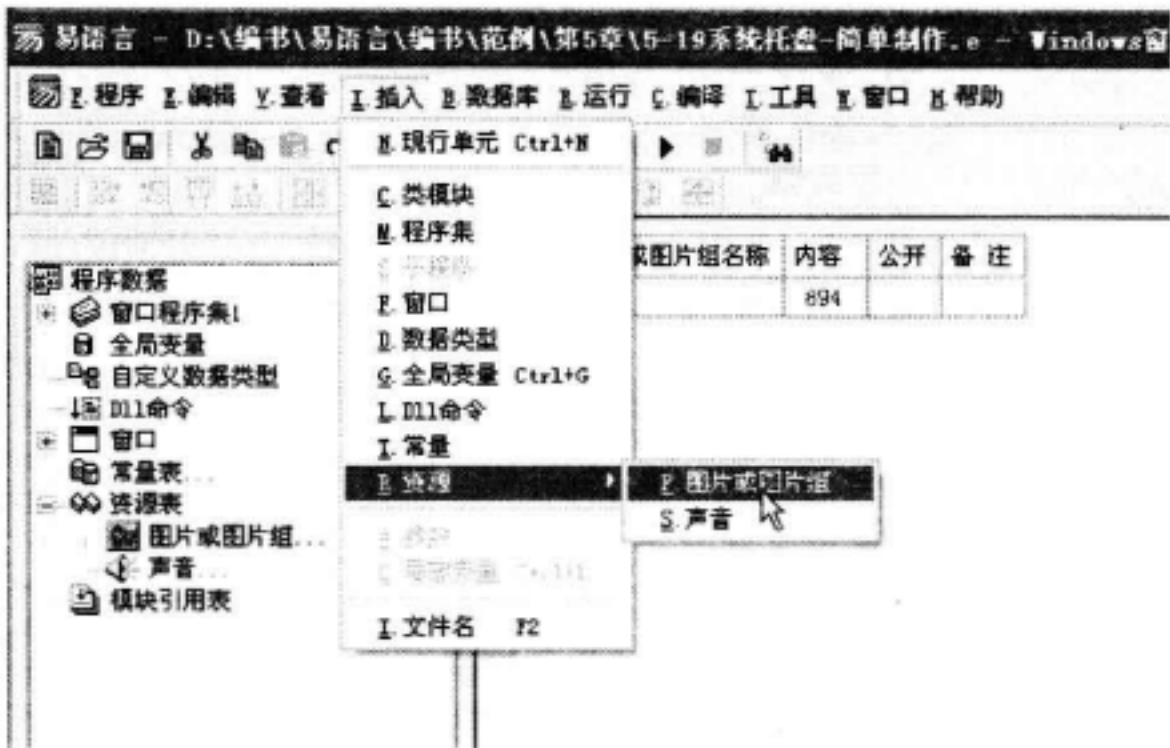 易语言 - D:\编书\易语言\编书\范例\第5章\5-19系统托盘-简单制作.e - Windows窗
F.程序 E.编辑 V.查看 I.插入 B.数据库 R.运行 C.编译 T.工具 W.窗口 H.帮助
N.现行单元 Ctrl+N
C.类模块
M.程序集
F.窗口
D.数据类型
G.全局变量 Ctrl+G
L.Dll命令
T.常量
R.资源
I.文件名 F2
P.图片或图片组
S.声音
或图片组名称 内容 公开 备注
894
程序数据
窗口程序集1
全局变量
自定义数据类型
Dll命令
窗口
常量表...
资源表
图片或图片组...
声音...
模块引用表